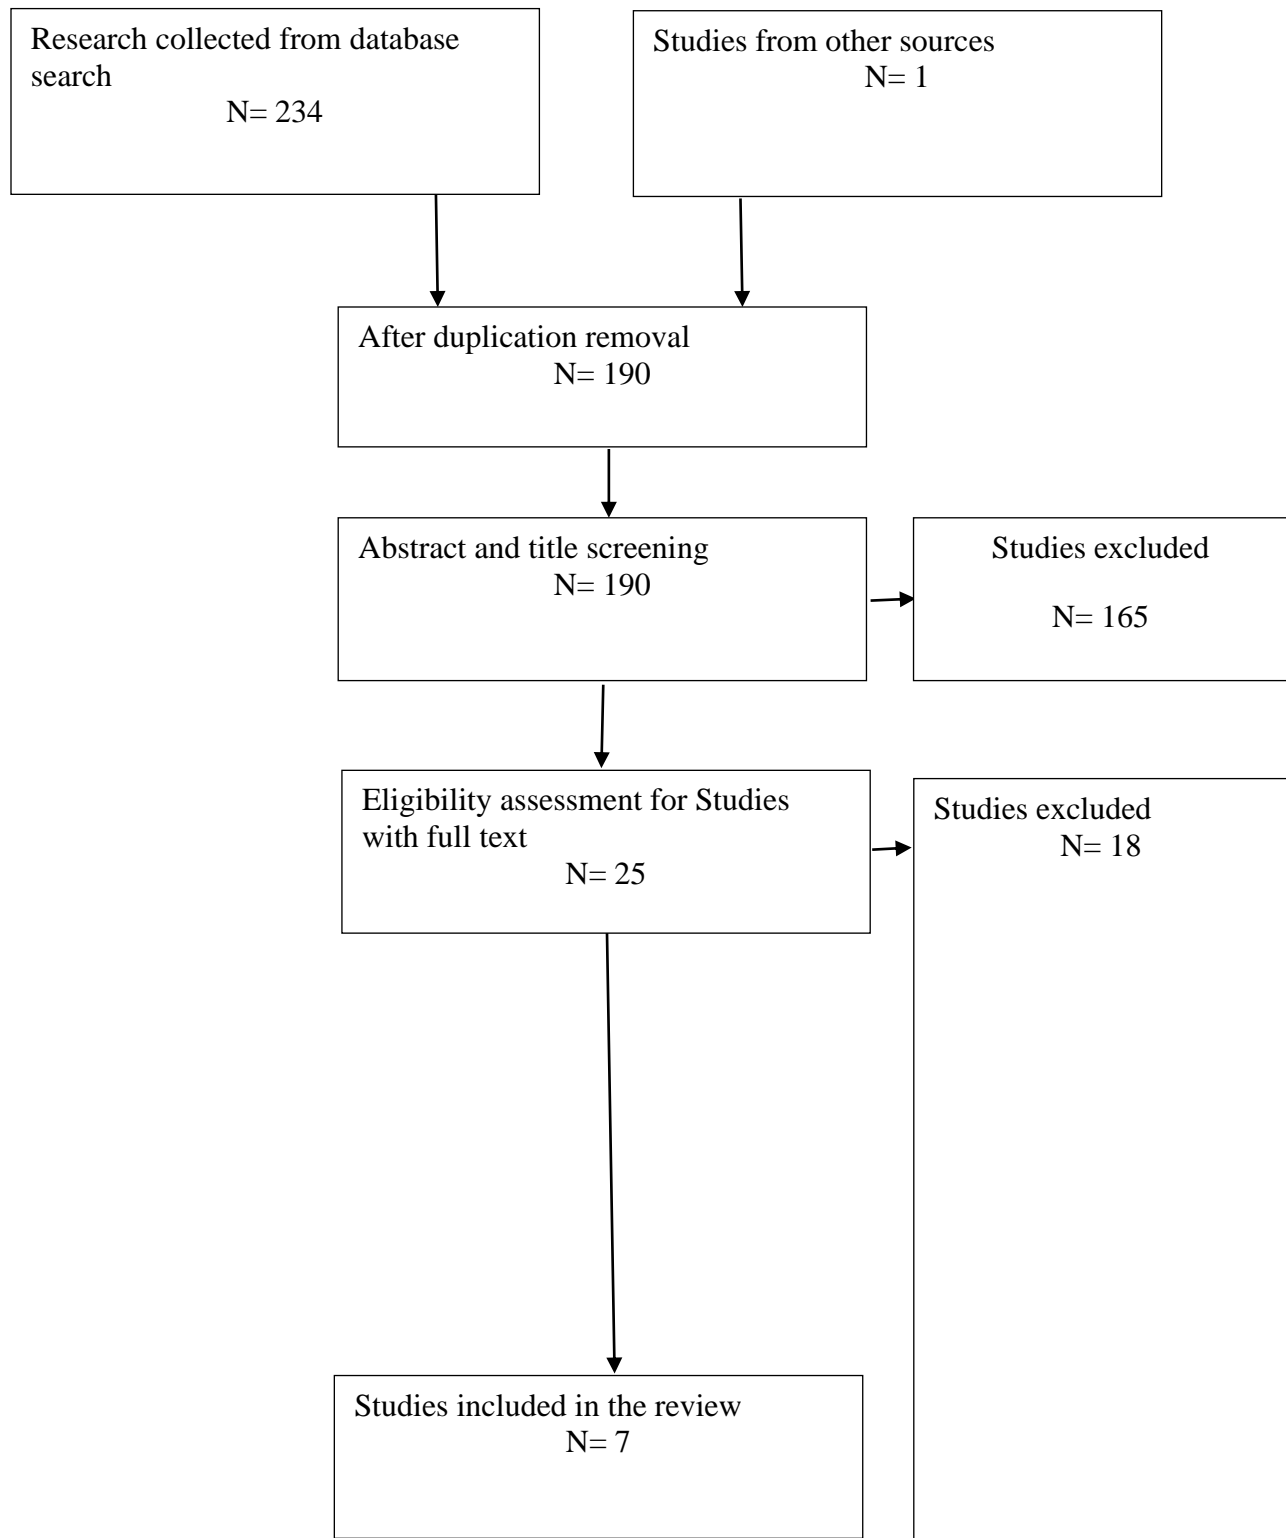 Research collected from database
search
N= 234
Studies from other sources
N= 1
After duplication removal
N= 190
Abstract and title screening
N= 190
Studies excluded
N= 165
Eligibility assessment for Studies
with full text
N= 25
Studies excluded
N= 18
Studies included in the review
N= 7